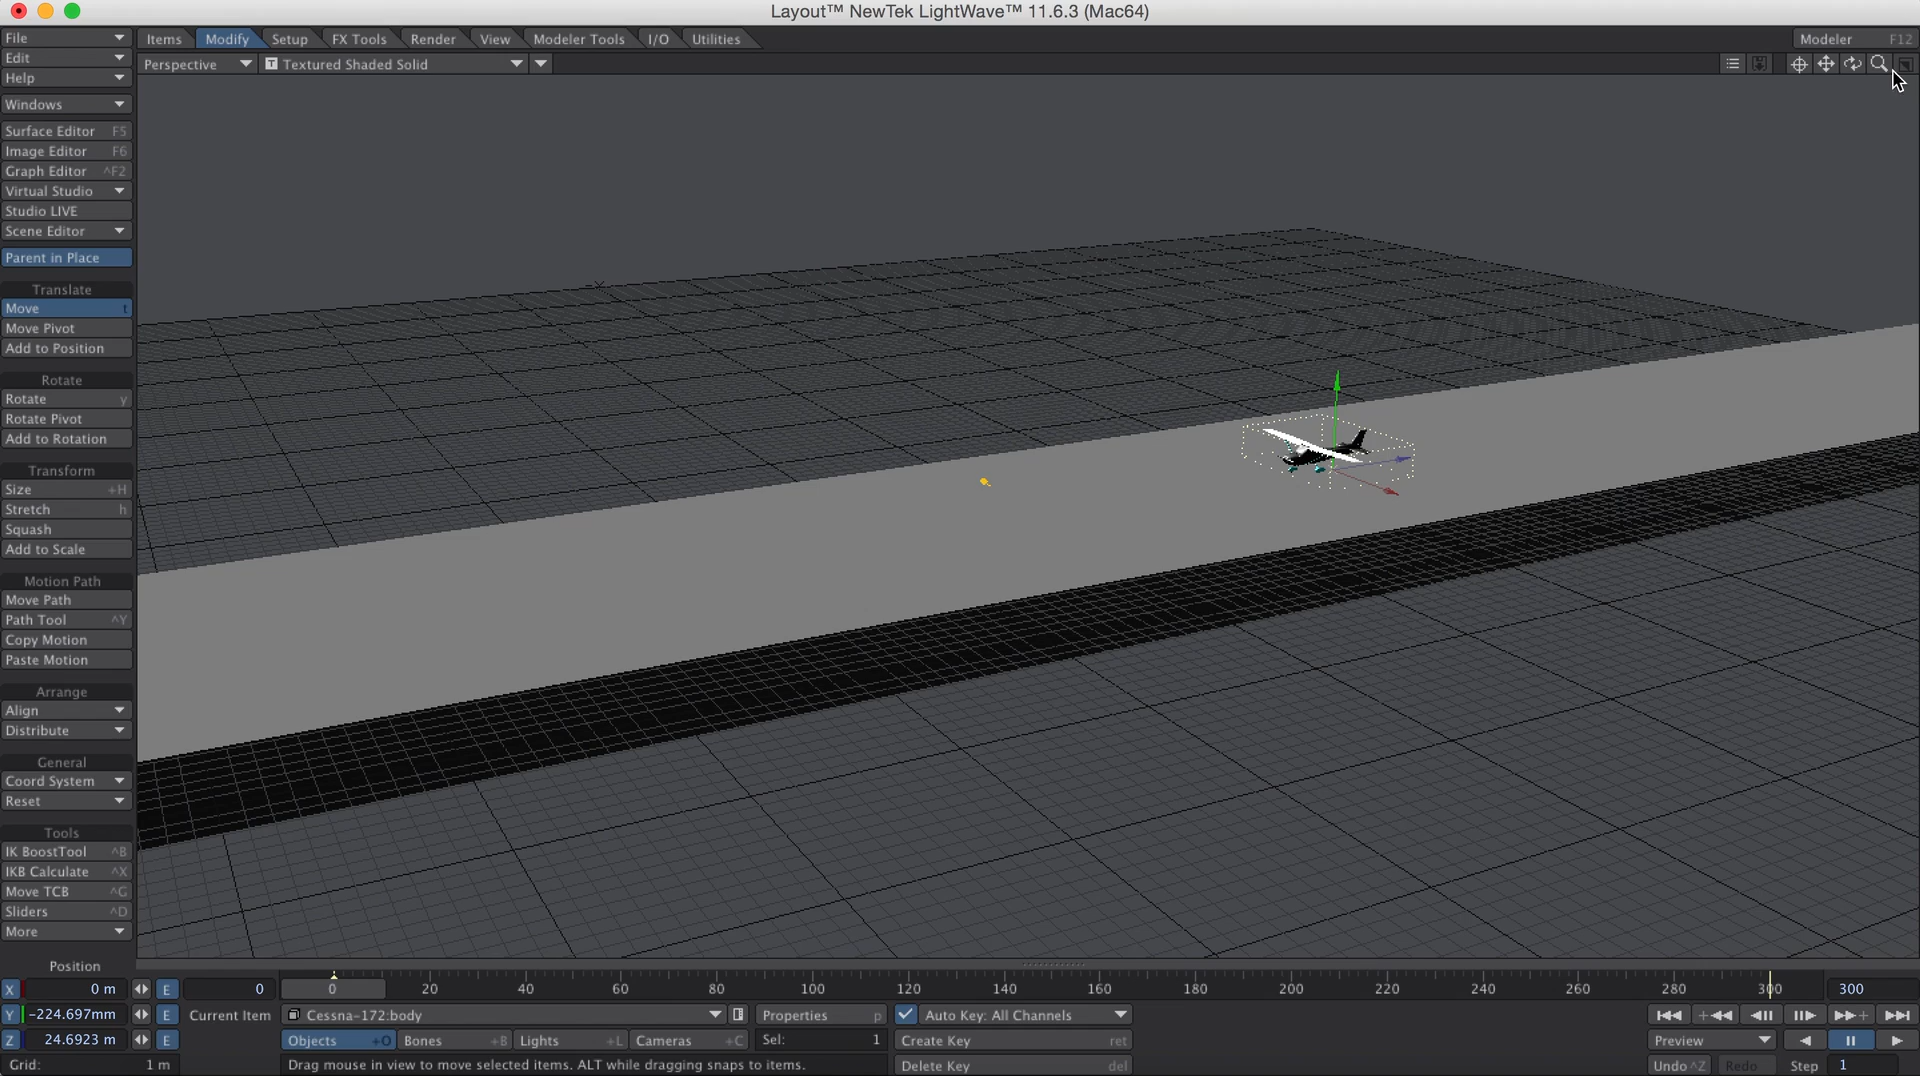 Layout™ NewTek LightWave™ 11.6.3 (Mac64)
File
Edit
Help
Items Modify Setup FX Tools Render View Modeler Tools I/O Utilities Modeler F12
Perspective T Textured Shaded Solid
Windows
Surface Editor F5
Image Editor F6
Graph Editor ^F2
Virtual Studio
Studio LIVE
Scene Editor
Parent in Place
Translate
Move t
Move Pivot
Add to Position
Rotate
Rotate y
Rotate Pivot
Add to Rotation
Transform
Size +H
Stretch h
Squash
Add to Scale
Motion Path
Move Path
Path Tool ^Y
Copy Motion
Paste Motion
Arrange
Align
Distribute
General
Coord System
Reset
Tools
IK BoostTool ^B
IKB Calculate ^X
Move TCB ^G
Sliders ^D
More
Position
X 0 m E 0 0 20 40 60 80 100 120 140 160 180 200 220 240 260 280 300 300
Y -224.697mm E Current Item Cessna-172:body Properties p Auto Key: All Channels
Z 24.6923 m E Objects +O Bones +B Lights +L Cameras +C Sel: 1 Create Key ret Preview
Grid: 1 m Drag mouse in view to move selected items. ALT while dragging snaps to items. Delete Key del Undo ^Z Redo Step 1